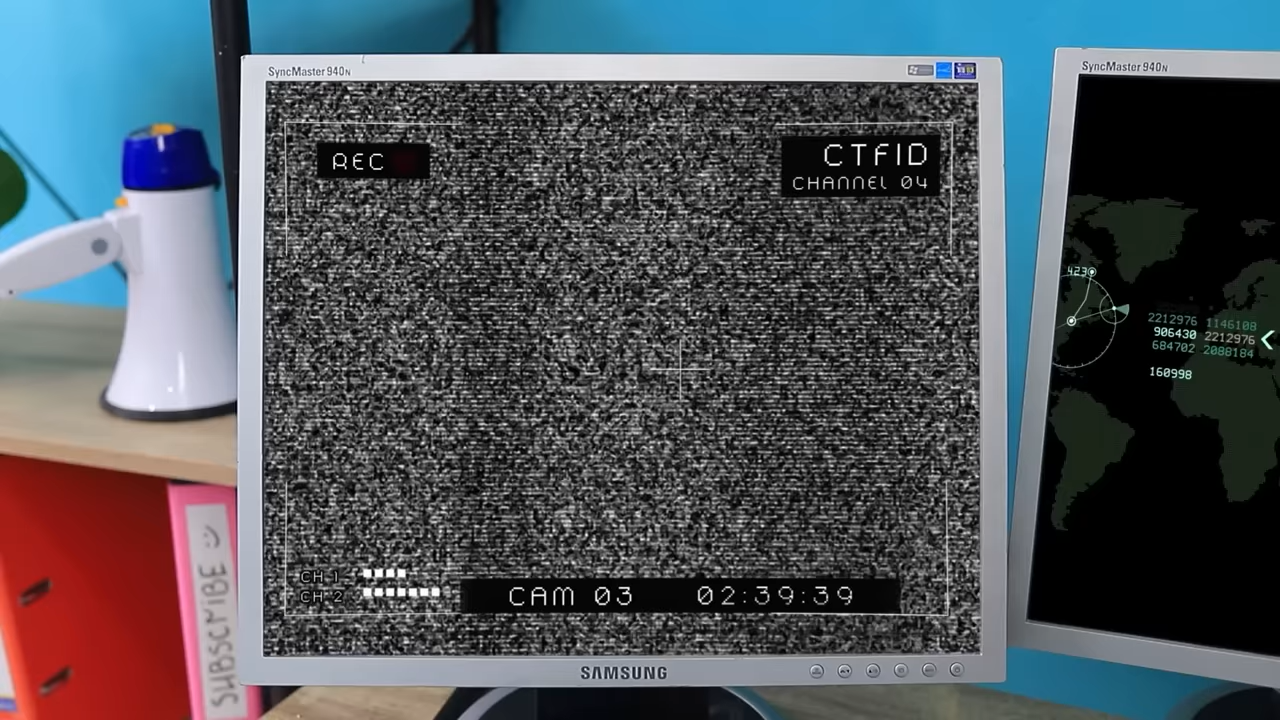 SyncMaster 940N
REC
CTFID
CHANNEL 04
CH 1
CH 2
CAM 03 02:39:39
SAMSUNG
SUBSCRIBE
SyncMaster 940N
423
2212976 1146108
906430 2212976
684702 2088184
160998